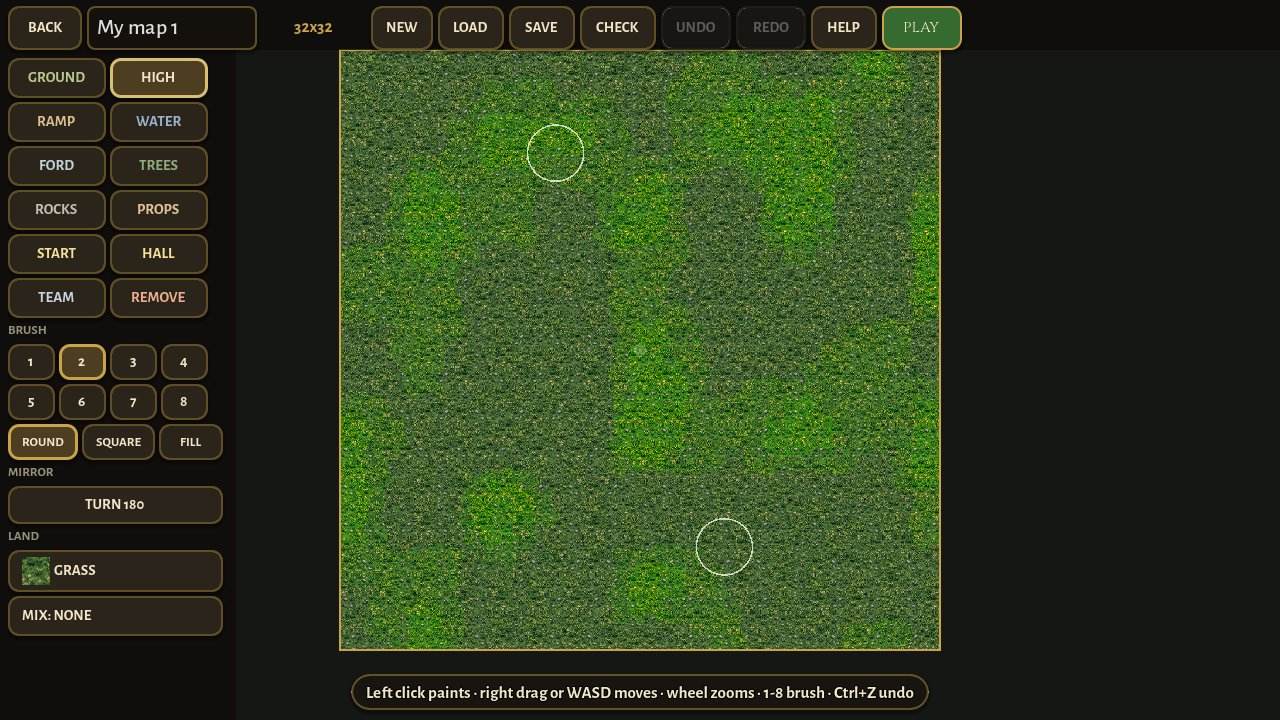 BACK My map 1 32x32 NEW LOAD SAVE CHECK UNDO REDO HELP PLAY
GROUND HIGH
RAMP WATER
FORD TREES
ROCKS PROPS
START HALL
TEAM REMOVE
BRUSH
1 2 3 4
5 6 7 8
ROUND SQUARE FILL
MIRROR
TURN 180
LAND
GRASS
MIX: NONE
Left click paints · right drag or WASD moves · wheel zooms · 1-8 brush · Ctrl+Z undo